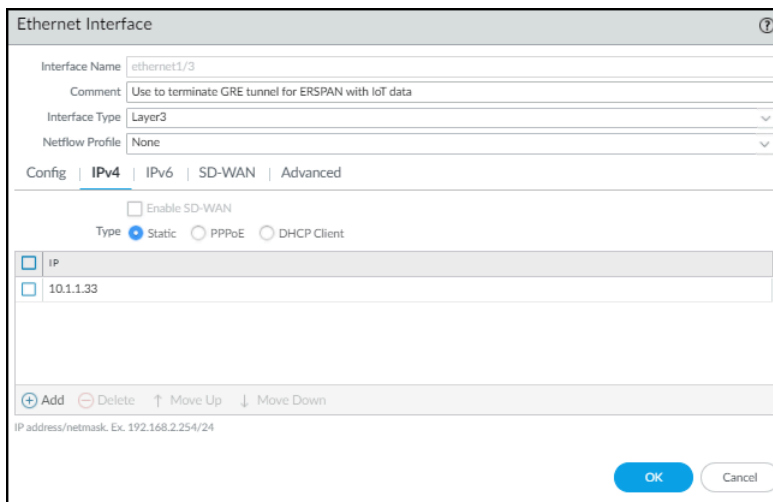 Ethernet Interface
Interface Name ethernet1/3
Comment Use to terminate GRE tunnel for ERSPAN with IoT data
Interface Type Layer3
Netflow Profile None
Config | IPv4 | IPv6 | SD-WAN | Advanced
Enable SD-WAN
Type Static PPPoE DHCP Client
IP
10.1.1.33
Add Delete ↑ Move Up ↓ Move Down
IP address/netmask. Ex. 192.168.2.254/24
OK Cancel